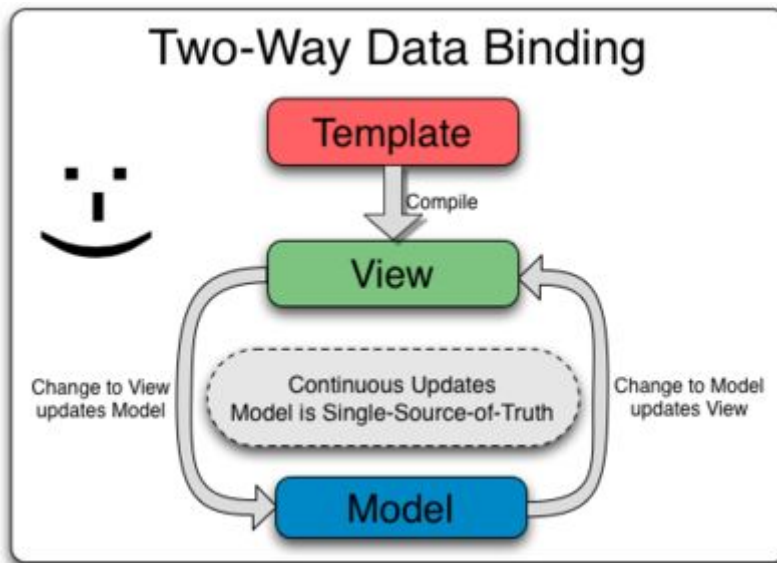 Two-Way Data Binding
Template
Compile
View
Change to View
updates Model
Continuous Updates
Model is Single-Source-of-Truth
Change to Model
updates View
Model